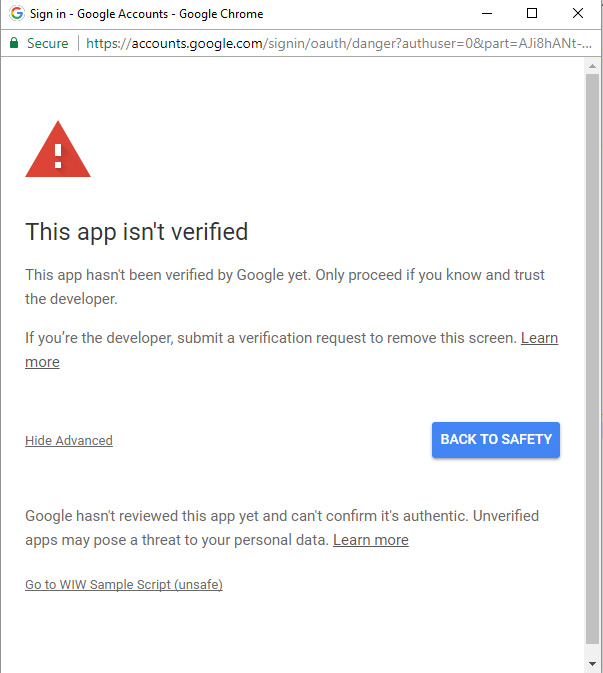 Sign in - Google Accounts - Google Chrome
Secure https://accounts.google.com/signin/oauth/danger?authuser=0&part=AJi8hANt-...
This app isn't verified
This app hasn't been verified by Google yet. Only proceed if you know and trust
the developer.
If you’re the developer, submit a verification request to remove this screen. Learn
more
Hide Advanced
BACK TO SAFETY
Google hasn't reviewed this app yet and can't confirm it's authentic. Unverified
apps may pose a threat to your personal data. Learn more
Go to WIW Sample Script (unsafe)